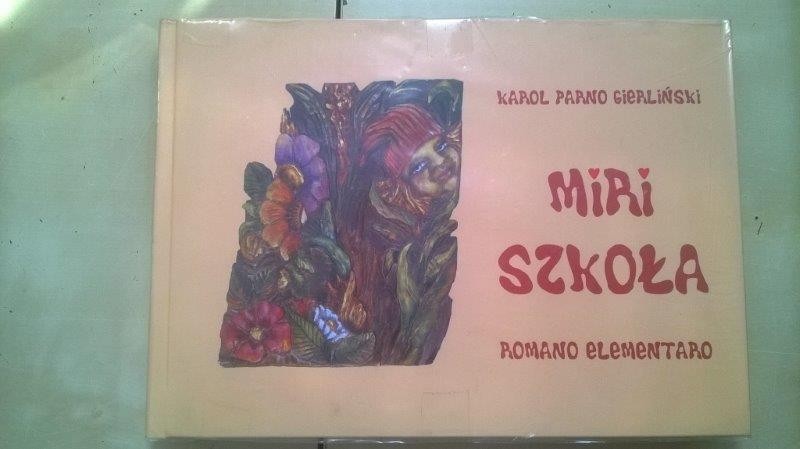 KAROL PARNO GIERLIŃSKI
MIRI
SZKOŁA
ROMANO ELEMENTARO